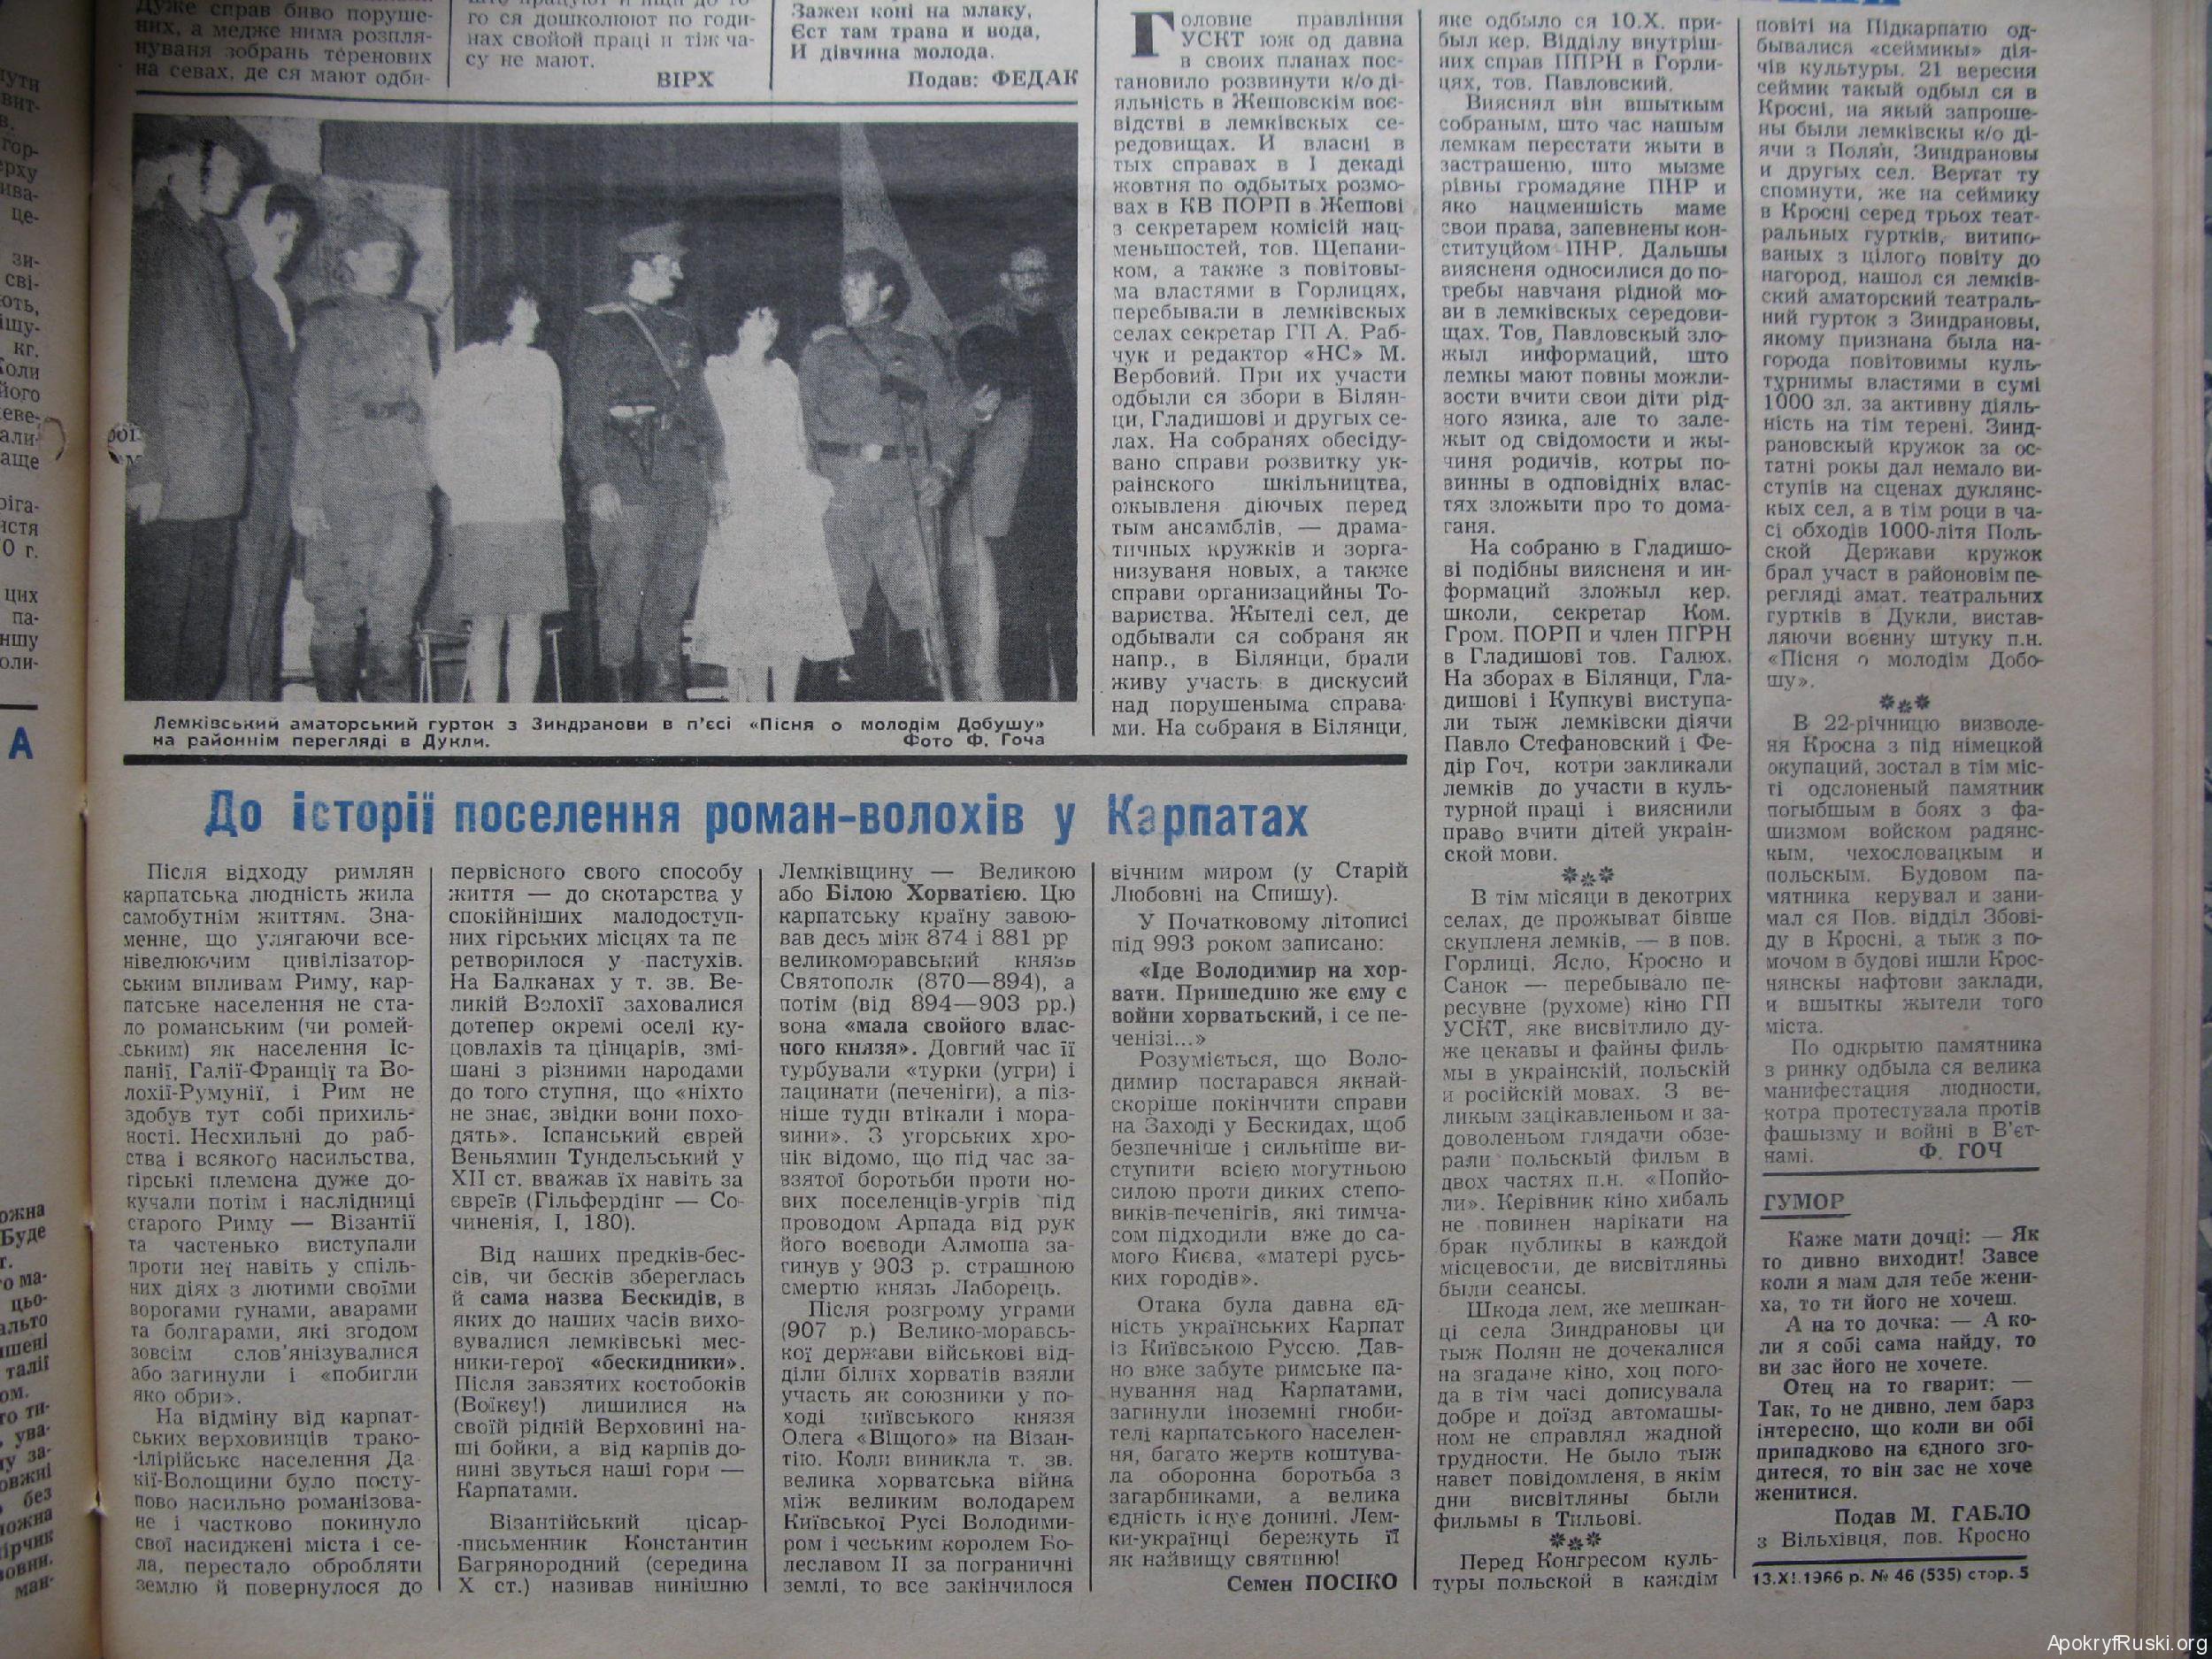 Дуже справ биво поруше-
них, а медже нима розпля-
нуваня зобрань теренових
на севах, де ся мают одби-
го ся дошколюют по годи-
нах свойой праці и тіж ча-
су не мают.
ВІРХ
Зажен коні на млаку,
Єст там трава и вода,
И дівчина молода.
Подав: ФЕДАК
Лемківський аматорський гурток з Зиндранови в п'єсі «Пісня о молодім Добушу»
на районнім перегляді в Дукли.
Фото Ф. Гоча
Головне правління
УСКТ юж од давна
в своих планах пос-
тановило розвинути к/о ді-
яльність в Жешовскім воє-
відстві в лемківскых се-
редовищах. И власні в
тых справах в І декаді
жовтня по одбытых розмо-
вах в КВ ПОРП в Жешові
з секретарем комісій нац-
меньшостей, тов. Щепани-
ком, а также з повітовы-
ма властями в Горлицях,
перебывали в лемківскых
селах секретар ГП А. Раб-
чук и редактор «НС» М.
Вербовий. При их участи
одбыли ся збори в Білян-
ци, Гладишові и другых се-
лах. На собранях обесіду-
вано справи розвитку ук-
раінского шкільництва,
ожывленя діючых перед
тым ансамблів, — драма-
тичных кружків и зорга-
низуваня новых, а также
справи организацийны То-
вариства. Жытелі сел, де
одбывали ся собраня як
напр., в Білянци, брали
живу участь в дискусий
над порушеныма справа-
ми. На собраня в Білянци,
яке одбыло ся 10.X. при-
был кер. Відділу внутріш-
них справ ППРН в Горли-
цях, тов. Павловский.
Вияснял він вшыткым
собраным, што час нашым
лемкам перестати жыти в
застрашеню, што мызме
рівны громадяне ПНР и
яко нацменшість маме
свои права, запевнены кон-
ституцйом ПНР. Дальшы
вияснeня односилися до по-
требы навчаня рідной мо-
ви в лемківскых середови-
щах. Тов. Павловскый зло-
жыл информаций, што
лемкы мают повны можли-
вости вчити свои діти рід-
ного язика, але то зале-
жыт од свідомости и жы-
чиня родичів, котры по-
винны в одповідніх влас-
тях зложыти про то дома-
ганя.
На собраню в Гладишо-
ві подібны вияснeня и ин-
формаций зложыл кер.
школи, секретар Ком.
Гром. ПОРП и член ПГРН
в Гладишові тов. Галюх.
На зборах в Білянци, Гла-
дишові і Купкуві виступа-
ли тыж лемківски діячи
Павло Стефановский і Фе-
дір Гоч, котри закликали
лемків до участи в куль-
турной праці і вияснили
право вчити дітей украін-
ской мови.
***
В тім місяци в декотрих
селах, де прожыват бівше
скупленя лемків, — в пов.
Горлиці, Ясло, Кросно и
Санок — перебывало пе-
ресувне (рухоме) кіно ГП
УСКТ, яке висвітлило ду-
же цекавы и файны филь-
мы в украінскій, польскій
и російскій мовах. З ве-
ликым зацікавленьом и за-
доволеньом глядачи обзе-
рали польскый фильм в
двох частях п.н. «Попйо-
ли». Керівник кіно хибаль
не повинен нарікати на
брак публикы в каждой
місцевости, де висвітляны
были сеансы.
Шкода лем, же мешкан-
ці села Зиндрановы ци
тыж Полян не дочекалися
на згадане кіно, хоц пого-
да в тім часі дописувала
добре и доїзд автомашы-
ном не справлял жадной
трудности. Не было тыж
навет повідомленя, в якім
дни висвітляны были
фильмы в Тильові.
***
Перед Конгресом куль-
туры польской в каждім
повіті на Підкарпатю од-
бывалися «сеймикы» дія-
чів культуры. 21 вересня
сеймик такый одбыл ся в
Кросні, на якый запроше-
ны были лемківскы к/о ді-
ячи з Полян, Зиндрановы
и другых сел. Вертат ту
спомнути, же на сеймику
в Кросні серед трьох теат-
ральных гуртків, витипо-
ваных з цілого повіту до
нагород, нашол ся лемків-
ский аматорский театраль-
ний гурток з Зиндрановы,
якому признана была на-
города повітовимы куль-
турнимы властями в сумі
1000 зл. за активну діяль-
ність на тім терені. Зинд-
рановскый кружок за ос-
татні рокы дал немало ви-
ступів на сценах дуклянс-
кых сел, а в тім роци в ча-
сі обходів 1000-літя Поль-
ской Держави кружок
брал участ в районовім пе-
регляді амат. театральних
гуртків в Дукли, вистав-
ляючи воєнну штуку п.н.
«Пісня о молодім Добо-
шу».
***
В 22-річницю визволе-
ня Кросна з під німецкой
окупаций, зостал в тім міс-
ті одслоненый памятник
погыбшым в боях з фа-
шизмом войском радянс-
кым, чехословацкым и
польскым. Будовом па-
мятника керувал и зани-
мал ся Пов. відділ Збові-
ду в Кросні, а тыж з по-
мочом в будові ишли Крос-
нянскы нафтови заклади,
и вшыткы жытели того
міста.
По одкрытю памятника
з ринку одбыла ся велика
манифестация людности,
котра протестувала протів
фашызму и войні в В'єт-
намі.
Ф. ГОЧ
До історії поселення роман-волохів у Карпатах
Після відходу римлян
карпатська людність жила
самобутнім життям. Зна-
менне, що улягаючи все-
нівелюючим цивілізатор-
ським впливам Риму, кар-
патське населення не ста-
ло романським (чи ромей-
ським) як населення Іс-
панії, Галії-Франції та Во-
лохії-Румунії, і Рим не
здобув тут собі прихиль-
ності. Несхильні до раб-
ства і всякого насильства,
гірські племена дуже до-
кучали потім і наслідниці
старого Риму — Візантії
та частенько виступали
проти неї навіть у спіль-
них діях з лютими своїми
ворогами гунами, аварами
та болгарами, які згодом
зовсім слов'янізувалися
або загинули і «побигли
яко обри».
На відміну від карпат-
ських верховинців трако-
-ілірійське населення Да
кії-Волощини було посту-
пово насильно романізова-
не і частково покинуло
свої насиджені міста і се-
ла, перестало обробляти
землю й повернулося до
первісного свого способу
життя — до скотарства у
спокійніших малодоступ-
них гірських місцях та пе
ретворилося у пастухів.
На Балканах у т. зв. Ве-
ликій Волохії заховалися
дотепер окремі оселі ку-
цовлахів та цінцарів, змі-
шані з різними народами
до того ступня, що «ніхто
не знає, звідки вони похо-
дять». Іспанський єврей
Веньямин Тундельський у
XII ст. вважав їх навіть за
євреїв (Гільфердінг — Со-
чиненія, І, 180).
Від наших предків-бес-
сів, чи бесків збереглась
й сама назва Бескидів, в
яких до наших часів вихо-
вувалися лемківські мес-
ники-герої «бескидники».
Після завзятих костобоків
(Воїкєу!) лишилися на
своїй рідній Верховині на-
ші бойки, а від карпів до-
нині звуться наші гори —
Карпатами.
Візантійський цісар-
-письменник Константин
Багрянородний (середина
X ст.) називав нинішню
Лемківщину — Великою
або Білою Хорватією. Цю
карпатську країну завою-
вав десь між 874 і 881 рр
великоморавський князь
Святополк (870—894), а
потім (від 894—903 рр.)
вона «мала свойого влас-
ного князя». Довгий час її
турбували «турки (угри) і
пацинати (печеніги), а піз-
ніше туди втікали і мора-
вини». З угорських хро-
нік відомо, що під час за-
взятої боротьби проти но-
вих поселенців-угрів під
проводом Арпада від рук
його воєводи Алмоша за-
гинув у 903 р. страшною
смертю князь Лаборець.
Після розгрому уграми
(907 р.) Велико-моравсь-
кої держави військові від-
діли білих хорватів взяли
участь як союзники у по-
ході київського князя
Олега «Віщого» на Візан-
тію. Коли виникла т. зв.
велика хорватська війна
між великим володарем
Київської Русі Володими-
ром і чеським королем Бо-
леславом II за пограничні
землі, то все закінчилося
вічним миром (у Старій
Любовні на Спишу).
У Початковому літописі
під 993 роком записано:
«Іде Володимир на хор-
вати. Пришедшю же ему с
войни хорватьский, і се пе-
ченізі...»
Розуміється, що Воло-
димир постарався якнай-
скоріше покінчити справи
на Заході у Бескидах, щоб
безпечніше і сильніше ви-
ступити всією могутньою
силою проти диких степо-
виків-печенігів, які тимча-
сом підходили вже до са-
мого Києва, «матері русь-
ких городів».
Отака була давна єд-
ність українських Карпат
із Київською Руссю. Дав-
но вже забуте римське па-
нування над Карпатами,
загинули іноземні гноби-
телі карпатського населен-
ня, багато жертв коштува-
ла оборонна боротьба з
загарбниками, а велика
єдність існує донині. Лем-
ки-українці бережуть її
як найвищу святиню!
Семен ПОСІКО
ГУМОР
Каже мати дочці: — Як
то дивно виходит! Завсе
коли я мам для тебе жени-
ха, то ти його не хочеш.
А на то дочка: — А ко-
ли я собі сама найду, то
ви зас його не хочете.
Отец на то гварит: —
Так, то не дивно, лем барз
інтересно, що коли ви обі
припадково на єдного зго-
дитеся, то він зас не хоче
женитися.
Подав М. ГАБЛО
з Вільхівця, пов. Кросно
13.XI.1966 р. № 46 (535) стор. 5
ApokryfRuski.org